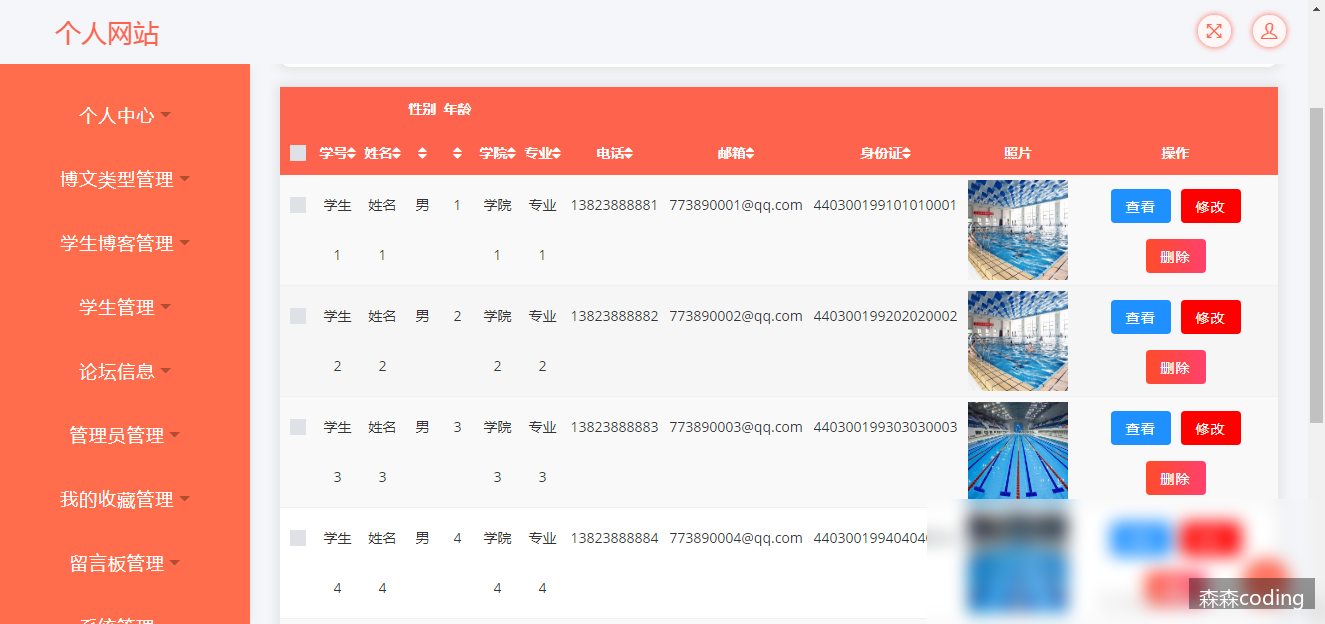 个人网站
个人中心
博文类型管理
学生博客管理
学生管理
论坛信息
管理员管理
我的收藏管理
留言板管理
系统管理
性别 年龄
学号 姓名 学院 专业 电话 邮箱 身份证 照片 操作
学生 姓名 男 1 学院 专业 13823888881 773890001@qq.com 440300199101010001 查看 修改
1 1 1 1 删除
学生 姓名 男 2 学院 专业 13823888882 773890002@qq.com 440300199202020002 查看 修改
2 2 2 2 删除
学生 姓名 男 3 学院 专业 13823888883 773890003@qq.com 440300199303030003 查看 修改
3 3 3 3 删除
学生 姓名 男 4 学院 专业 13823888884 773890004@qq.com
4 4 4 4
森森coding